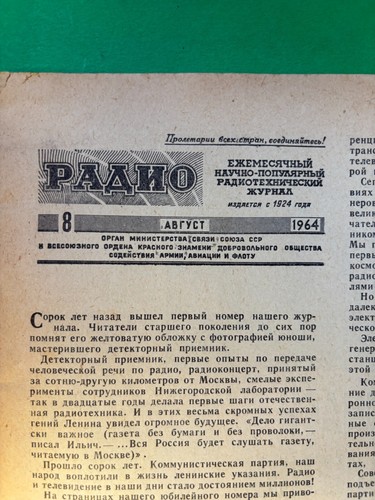 Пролетарии всех стран, соединяйтесь!
РАДИО
ЕЖЕМЕСЯЧНЫЙ
НАУЧНО-ПОПУЛЯРНЫЙ
РАДИОТЕХНИЧЕСКИЙ
ЖУРНАЛ
ИЗДАЕТСЯ С 1924 ГОДА
8 АВГУСТ 1964
ОРГАН МИНИСТЕРСТВА СВЯЗИ СОЮЗА ССР
И ВСЕСОЮЗНОГО ОРДЕНА КРАСНОГО ЗНАМЕНИ ДОБРОВОЛЬНОГО ОБЩЕСТВА
СОДЕЙСТВИЯ АРМИИ, АВИАЦИИ И ФЛОТУ
Сорок лет назад вышел первый номер нашего жур-
нала. Читатели старшего поколения до сих пор
помнят его желтоватую обложку с фотографией юноши,
мастерившего детекторный приемник.
Детекторный приемник, первые опыты по передаче
человеческой речи по радио, радиоконцерт, принятый
за сотню-другую километров от Москвы, смелые экспе-
рименты сотрудников Нижегородской лаборатории —
так в двадцатые годы делала первые шаги отечествен-
ная радиотехника. И в этих весьма скромных успехах
гений Ленина увидел огромное будущее. «Дело гигант-
ски важное (газета без бумаги и без проволоки,—
писал Ильич.— ...Вся Россия будет слушать газету,
читаемую в Москве)».
Прошло сорок лет. Коммунистическая партия, наш
народ воплотили в жизнь ленинские указания. Радио
и телевидение в наши дни стало достоянием миллионов!
На страницах нашего юбилейного номера мы приво-